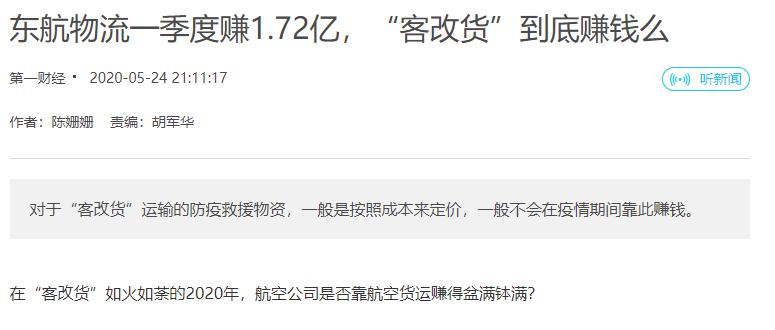 东航物流一季度赚1.72亿，“客改货”到底赚钱么
第一财经 · 2020-05-24 21:11:17
听新闻
作者：陈姗姗 责编：胡军华
对于“客改货”运输的防疫救援物资，一般是按照成本来定价，一般不会在疫情期间靠此赚钱。
在“客改货”如火如荼的2020年，航空公司是否靠航空货运赚得盆满钵满？